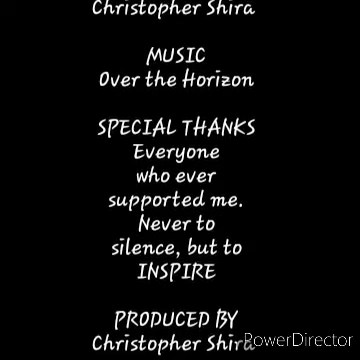 Christopher Shira
MUSIC
Over the Horizon
SPECIAL THANKS
Everyone
who ever
supported me.
Never to
silence, but to
INSPIRE
PRODUCED BY
Christopher Shira
PowerDirector